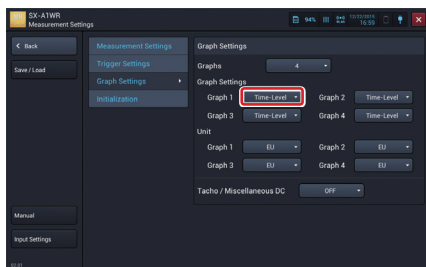 SX-A1WR
Measurement Settings
94%
12/22/2015
16:59
Back
Save / Load
Manual
Input Settings
Measurement Settings
Trigger Settings
Graph Settings
Initialization
Graph Settings
Graphs 4
Graph Settings
Graph 1 Time-Level Graph 2 Time-Level
Graph 3 Time-Level Graph 4 Time-Level
Unit
Graph 1 EU Graph 2 EU
Graph 3 EU Graph 4 EU
Tacho / Miscellaneous DC OFF